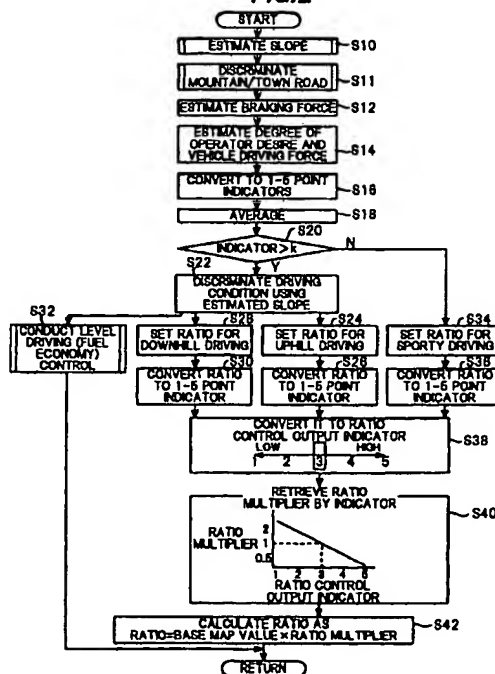 START
ESTIMATE SLOPE
S10
DISCRIMINATE
MOUNTAIN/TOWN ROAD
S11
ESTIMATE BRAKING FORCE
S12
ESTIMATE DEGREE OF
OPERATOR DESIRE AND
VEHICLE DRIVING FORCE
S14
CONVERT TO 1-5 POINT
INDICATORS
S16
AVERAGE
S18
S20
INDICATOR>k
N
Y
S22
DISCRIMINATE DRIVING
CONDITION USING
ESTIMATED SLOPE
S32
CONDUCT LEVEL
DRIVING (FUEL
ECONOMY)
CONTROL
S28
SET RATIO FOR
DOWNHILL DRIVING
S24
SET RATIO FOR
UPHILL DRIVING
S34
SET RATIO FOR
SPORTY DRIVING
S30
CONVERT RATIO
TO 1-5 POINT
INDICATOR
S26
CONVERT RATIO
TO 1-5 POINT
INDICATOR
S36
CONVERT RATIO
TO 1-5 POINT
INDICATOR
CONVERT IT TO RATIO
CONTROL OUTPUT INDICATOR
LOW HIGH
1 2 3 4 5
S38
RETRIEVE RATIO
MULTIPLIER BY INDICATOR
S40
RATIO
MULTIPLIER
2
1
0.5
1 2 3 4 5
RATIO CONTROL
OUTPUT INDICATOR
CALCULATE RATIO AS
RATIO=BASE MAP VALUE×RATIO MULTIPLIER
S42
RETURN